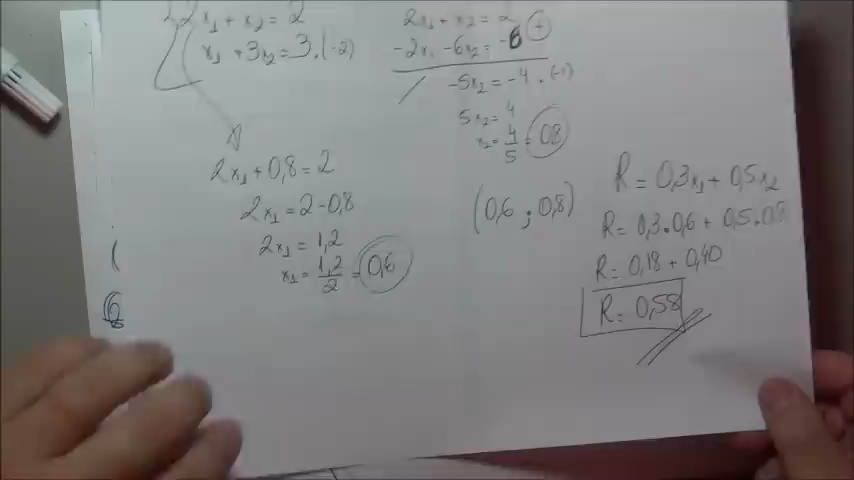 2x₁ + x₂ = 2
x₁ + 3x₂ = 3 . (-2)
2x₁ + x₂ = 2
-2x₁ - 6x₂ = -6 (+)
-5x₂ = -4 . (-1)
5x₂ = 4
x₂ = 4/5 = 0,8
2x₁ + 0,8 = 2
2x₁ = 2 - 0,8
2x₁ = 1,2
x₁ = 1,2/2 = 0,6
(0,6 ; 0,8)
R = 0,3x₁ + 0,5x₂
R = 0,3 . 0,6 + 0,5 . 0,8
R = 0,18 + 0,40
R = 0,58